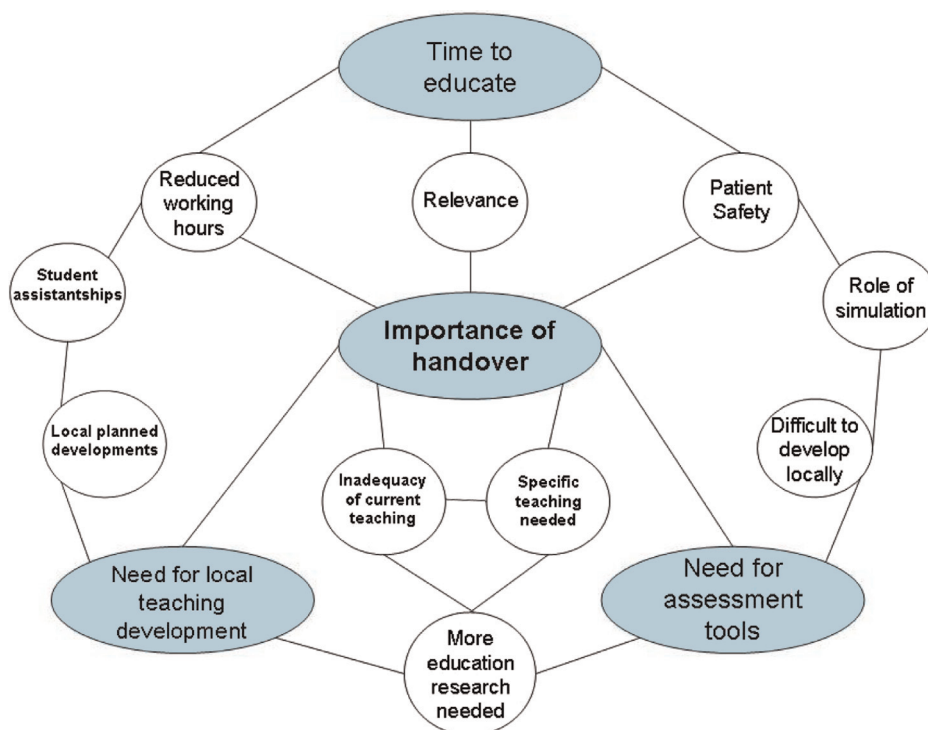 Time to
educate
Reduced
working
hours
Relevance
Patient
Safety
Student
assistantships
Role of
simulation
Importance of
handover
Local planned
developments
Difficult to
develop
locally
Inadequacy
of current
teaching
Specific
teaching
needed
Need for local
teaching
development
Need for
assessment
tools
More
education
research
needed